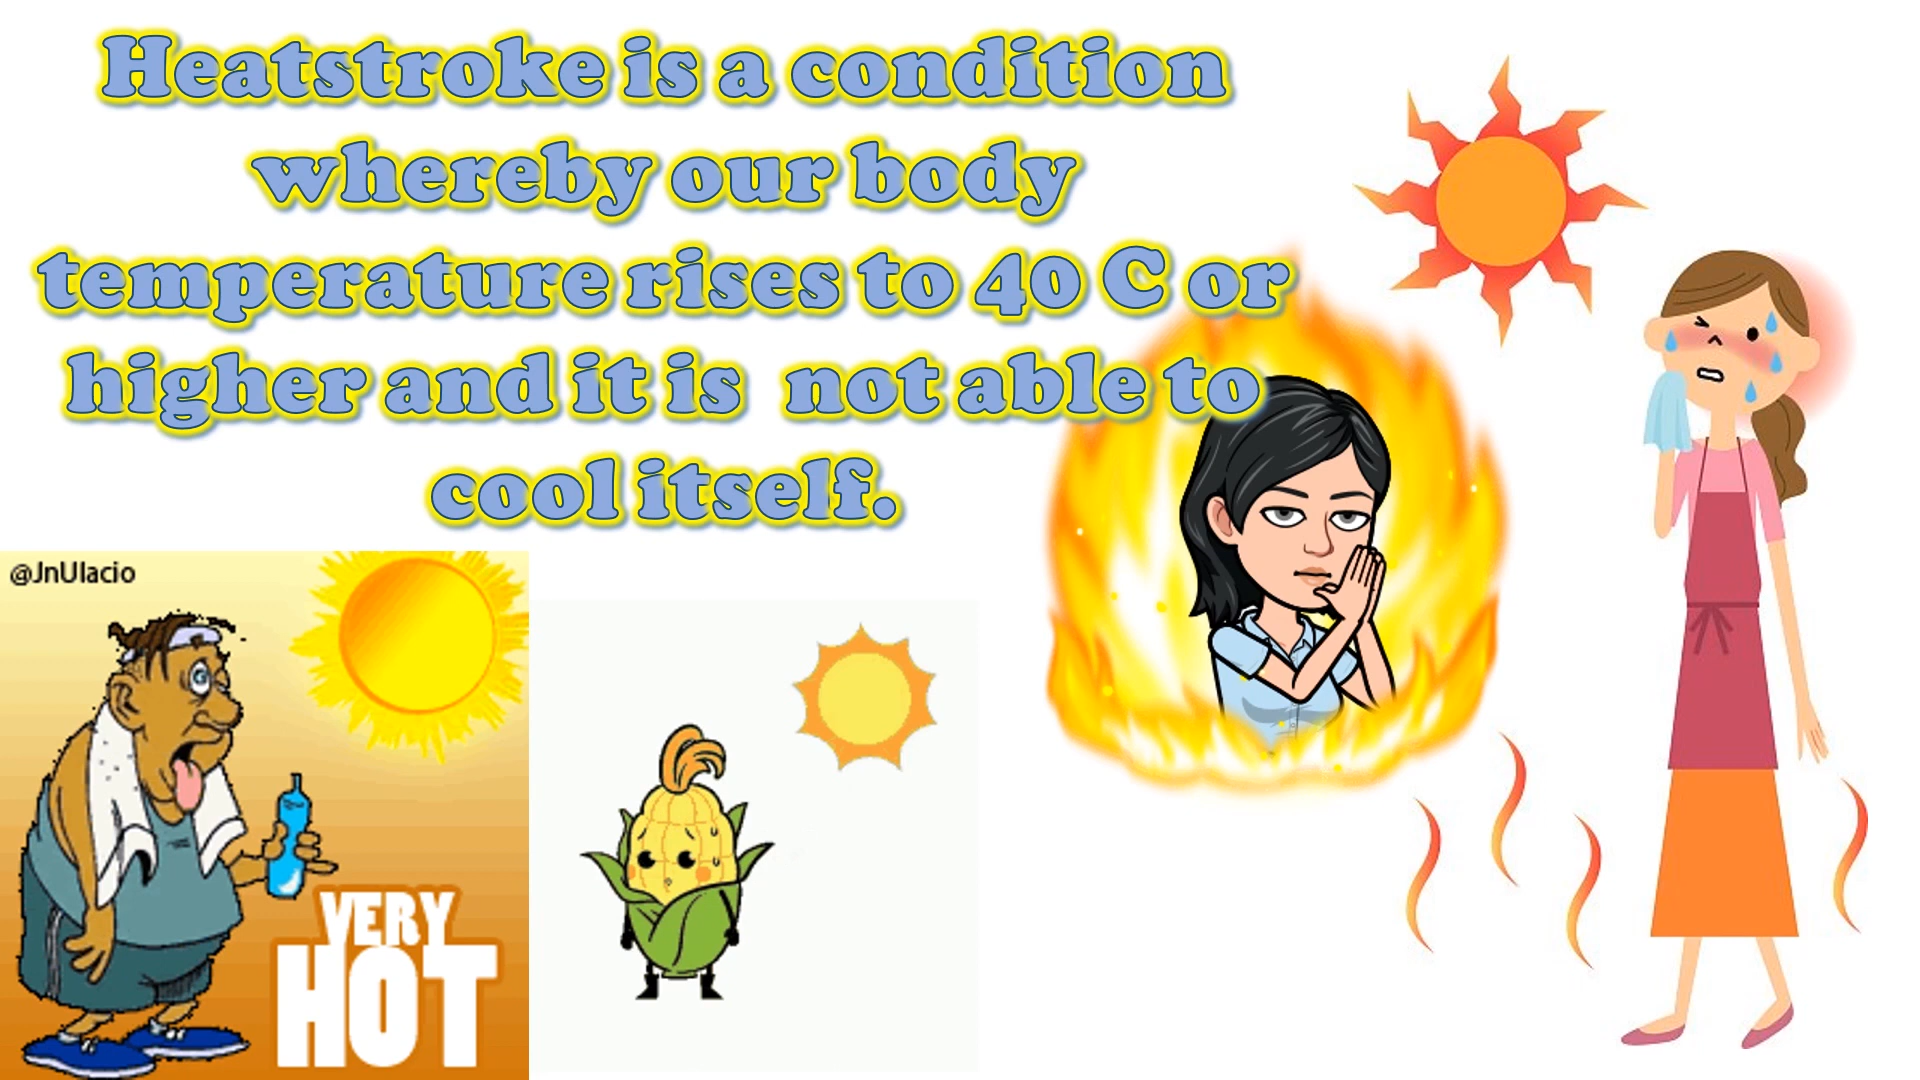 Heatstroke is a condition
whereby our body
temperature rises to 40 C or
higher and it is  not able to
cool itself.
@JnUlacio
VERY
HOT